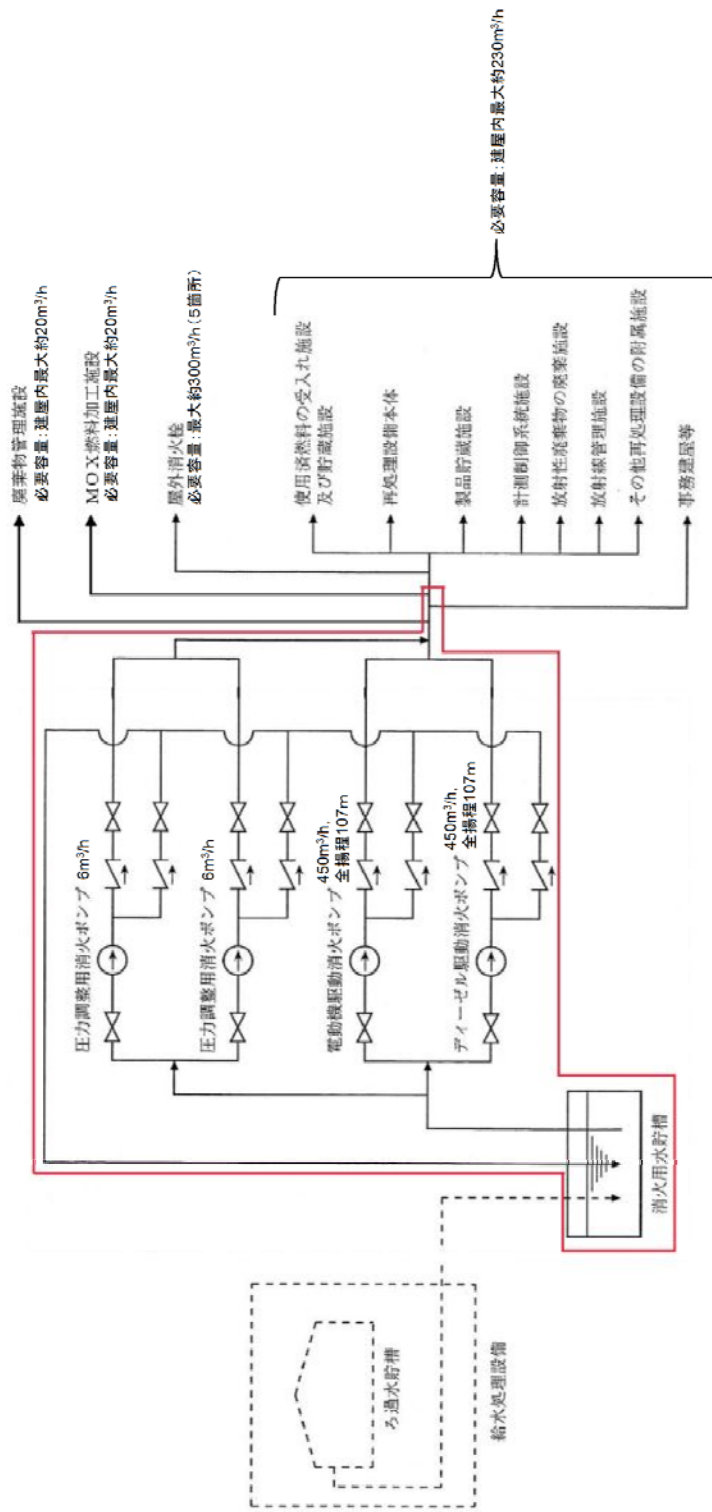 廃棄物管理施設
必要容量：建屋内最大約20m³/h
MOX燃料加工施設
必要容量：建屋内最大約20m³/h
屋外消火栓
必要容量：最大約300m³/h（5箇所）
使用済燃料の受入れ施設
及び貯蔵施設
再処理設備本体
製品貯蔵施設
計測制御系統施設
放射性廃棄物の廃棄施設
放射線管理施設
その他再処理設備の附属施設
事務建屋等
必要容量：建屋内最大約230m³/h
圧力調整用消火ポンプ 6m³/h
圧力調整用消火ポンプ 6m³/h
電動機駆動消火ポンプ
450m³/h,
全揚程107m
ディーゼル駆動消火ポンプ
450m³/h,
全揚程107m
消火用水貯槽
ろ過水貯槽
給水処理設備